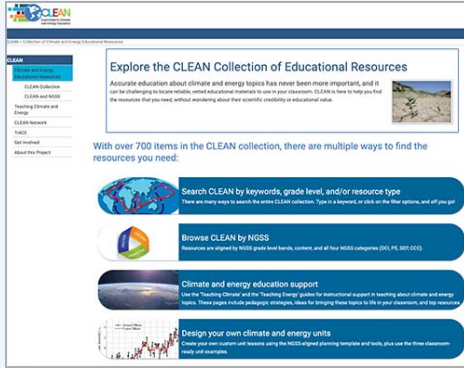 CLEAN
CLEAN > Collection of Climate and Energy Educational Resources
CLEAN
Climate and Energy
Educational Resources
CLEAN Collection
CLEAN and NGSS
Teaching Climate and
Energy
CLEAN Network
TrACE
Get Involved
About this Project
Explore the CLEAN Collection of Educational Resources
Accurate education about climate and energy topics has never been more important, and it
can be challenging to locate reliable, vetted educational materials to use in your classroom. CLEAN is here to help you find
the resources that you need, without wondering about their scientific credibility or educational value.
With over 700 items in the CLEAN collection, there are multiple ways to find the
resources you need:
Search CLEAN by keywords, grade level, and/or resource type
There are many ways to search the entire CLEAN collection. Type in a keyword, or click on the filter options, and off you go!
Browse CLEAN by NGSS
Resources are aligned by NGSS grade level bands, content, and all four NGSS categories (DCI, PE, SEP, CCC).
Climate and energy education support
Use the 'Teaching Climate' and the 'Teaching Energy' guides for instructional support in teaching about climate and energy
topics. These pages include pedagogic strategies, ideas for bringing these topics to life in your classroom, and top resources.
Design your own climate and energy units
Create your own custom unit lessons using the NGSS-aligned planning template and tools, plus use the three classroom-
ready unit examples.